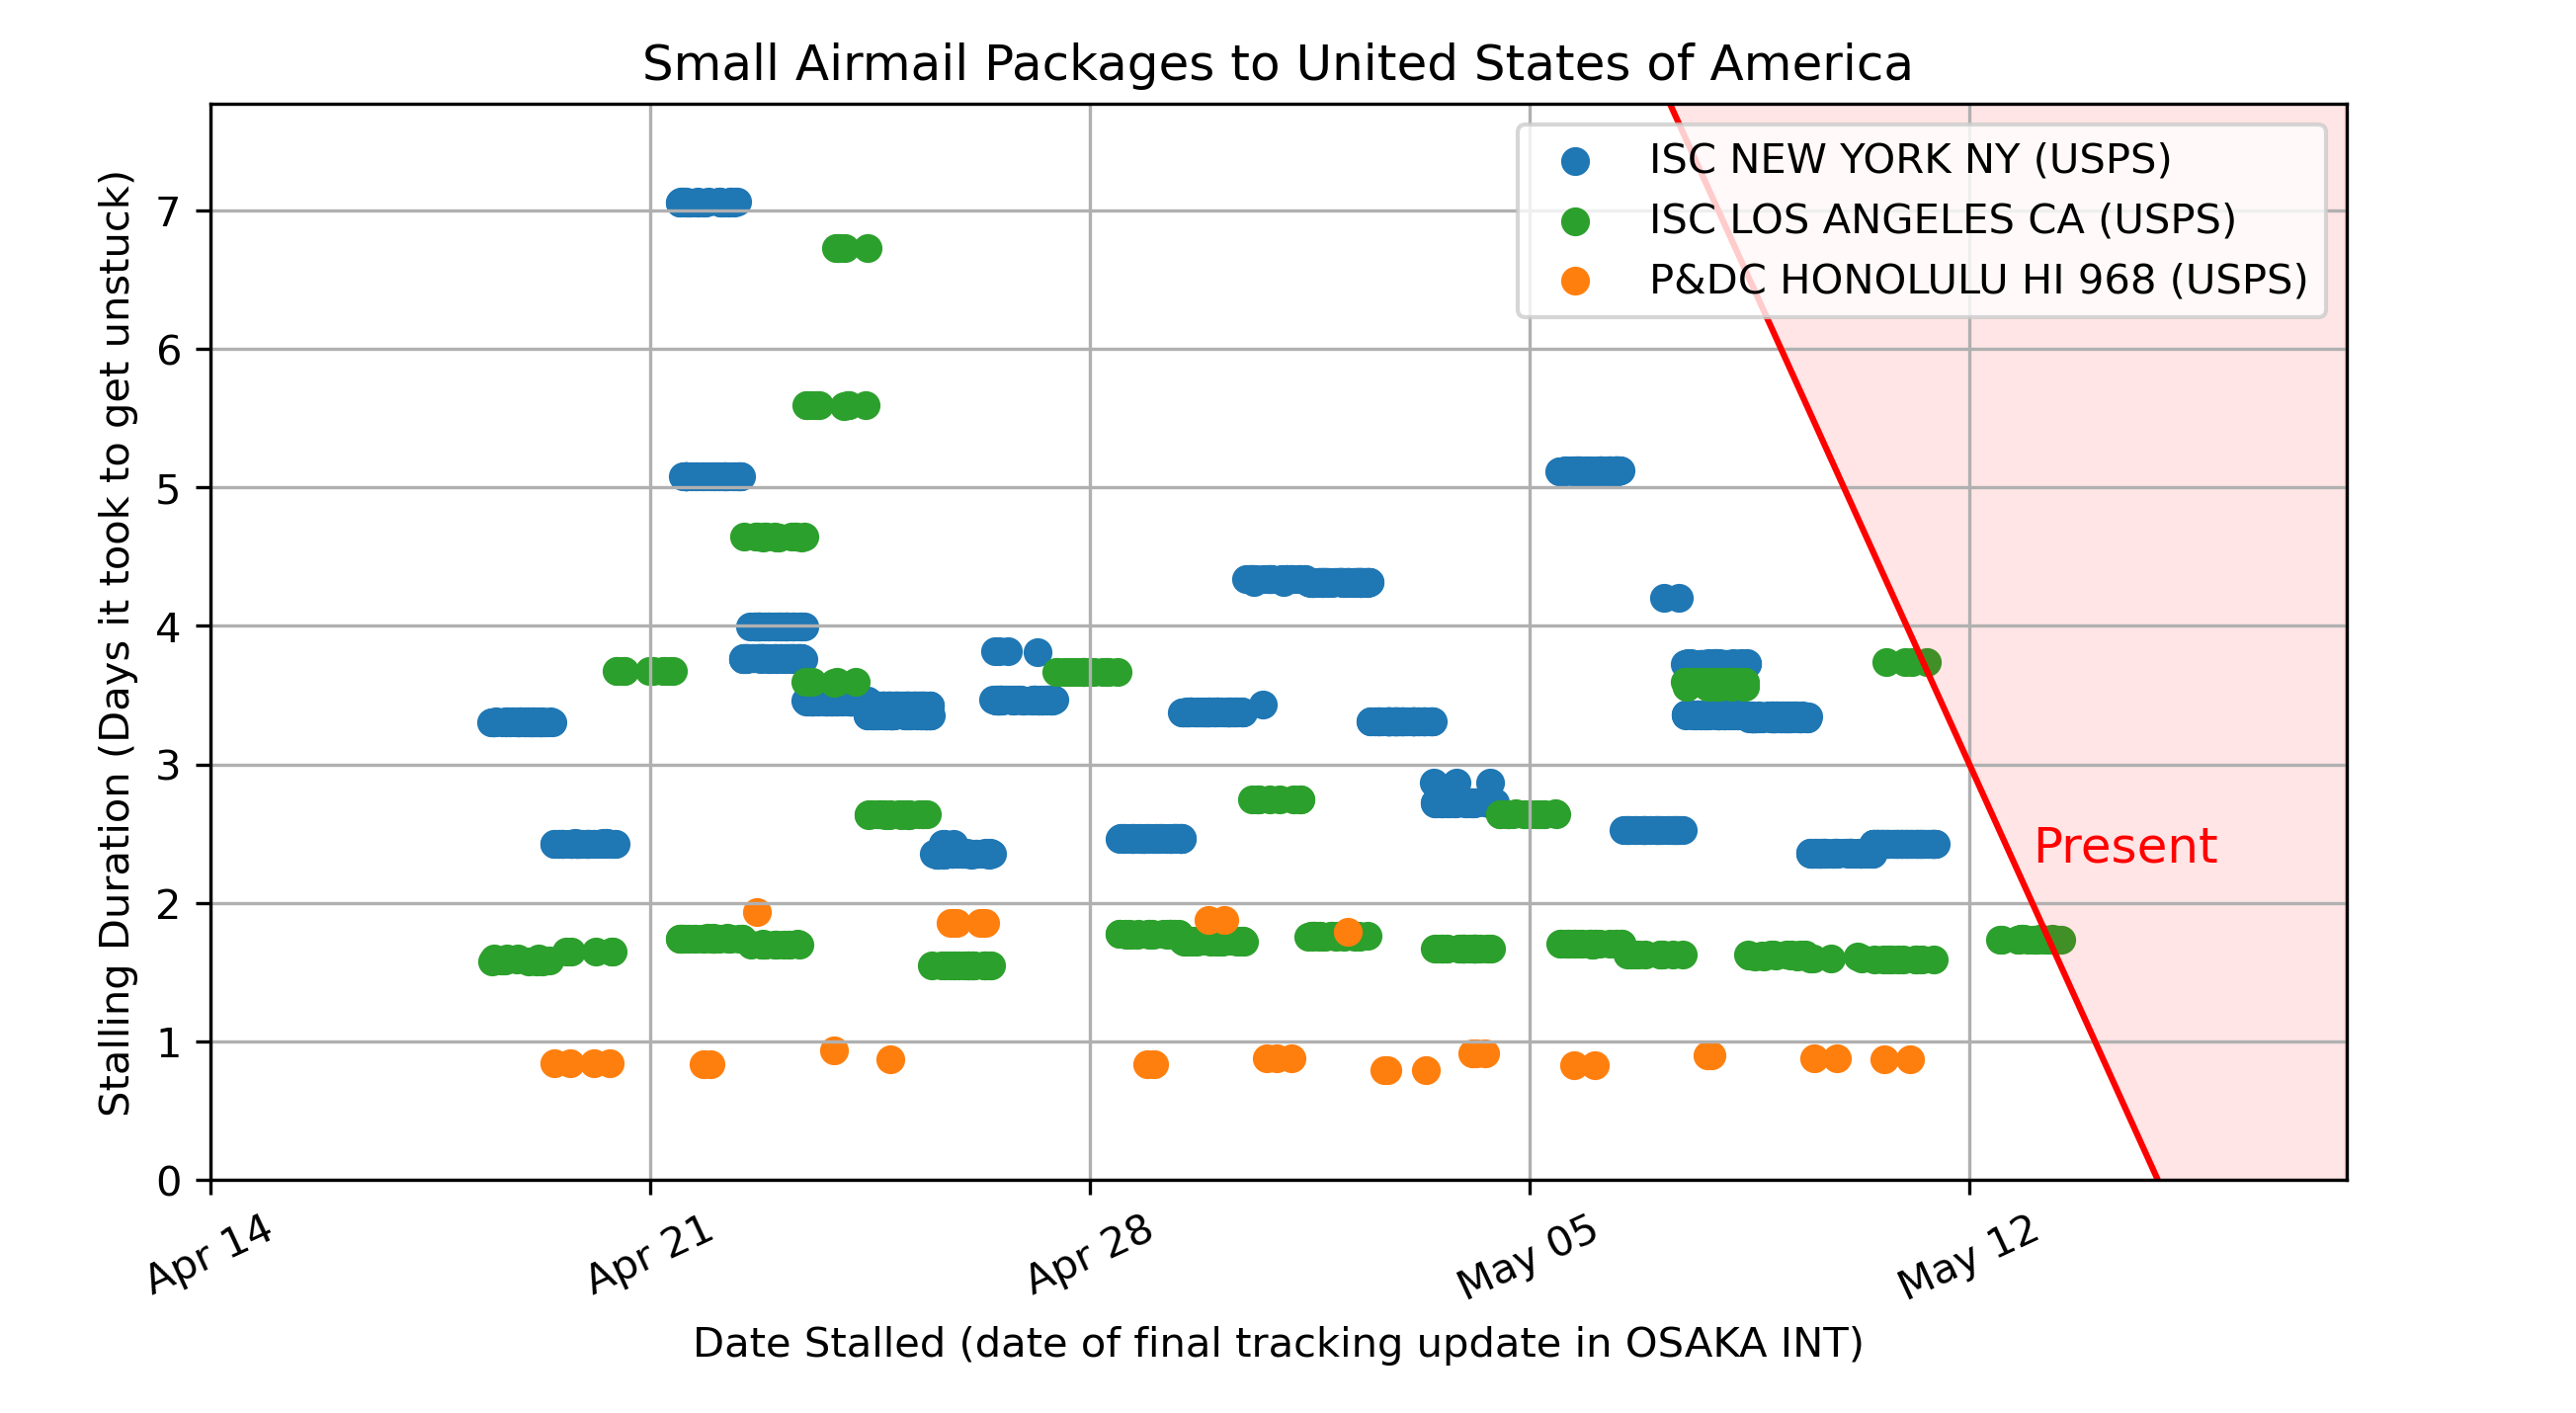 Small Airmail Packages to United States of America
ISC NEW YORK NY (USPS)
ISC LOS ANGELES CA (USPS)
P&DC HONOLULU HI 968 (USPS)
Stalling Duration (Days it took to get unstuck)
7
6
5
4
3
2
1
0
Present
Apr 14
Apr 21
Apr 28
May 05
May 12
Date Stalled (date of final tracking update in OSAKA INT)